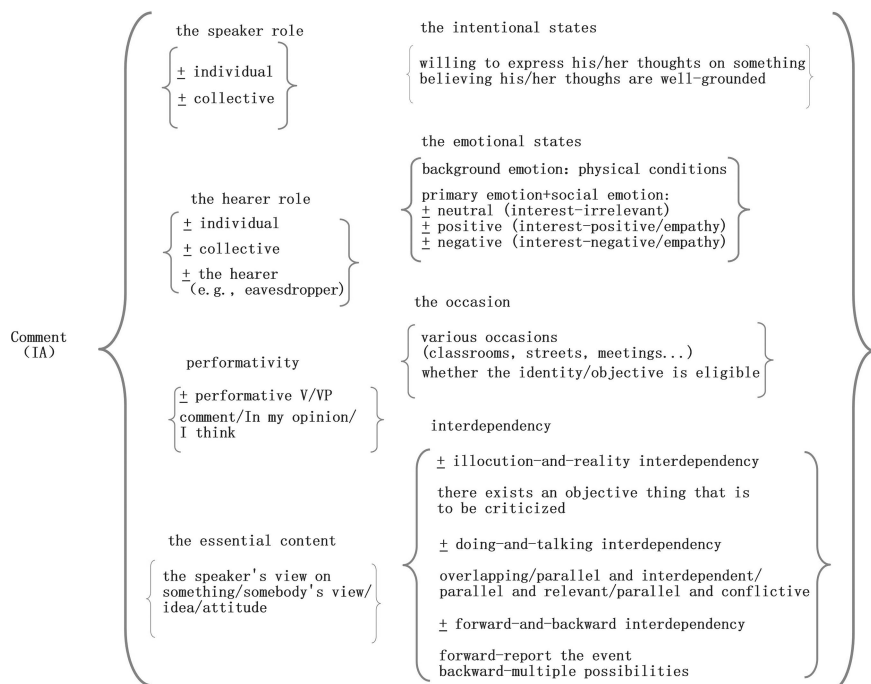 Comment
(IA)
the speaker role
± individual
± collective
the hearer role
± individual
± collective
± the hearer
(e.g., eavesdropper)
performativity
± performative V/VP
comment/In my opinion/
I think
the essential content
the speaker's view on
something/somebody's view/
idea/attitude
the intentional states
willing to express his/her thoughts on something
believing his/her thoughs are well-grounded
the emotional states
background emotion: physical conditions
primary emotion+social emotion:
± neutral (interest-irrelevant)
± positive (interest-positive/empathy)
± negative (interest-negative/empathy)
the occasion
various occasions
(classrooms, streets, meetings...)
whether the identity/objective is eligible
interdependency
± illocution-and-reality interdependency
there exists an objective thing that is
to be criticized
± doing-and-talking interdependency
overlapping/parallel and interdependent/
parallel and relevant/parallel and conflictive
± forward-and-backward interdependency
forward-report the event
backward-multiple possibilities